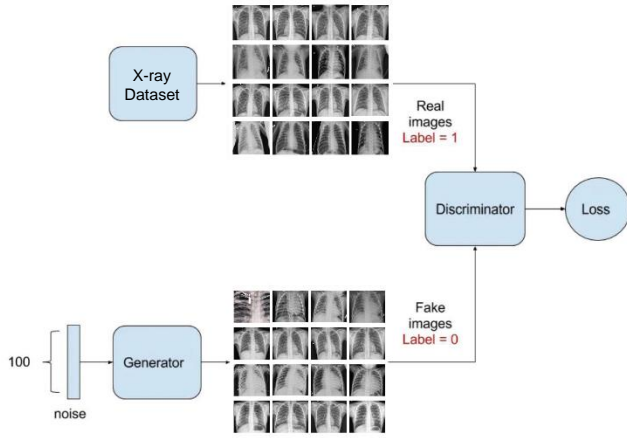 X-ray
Dataset
Real
images
Label = 1
Discriminator
Loss
Fake
images
Label = 0
100
noise
Generator